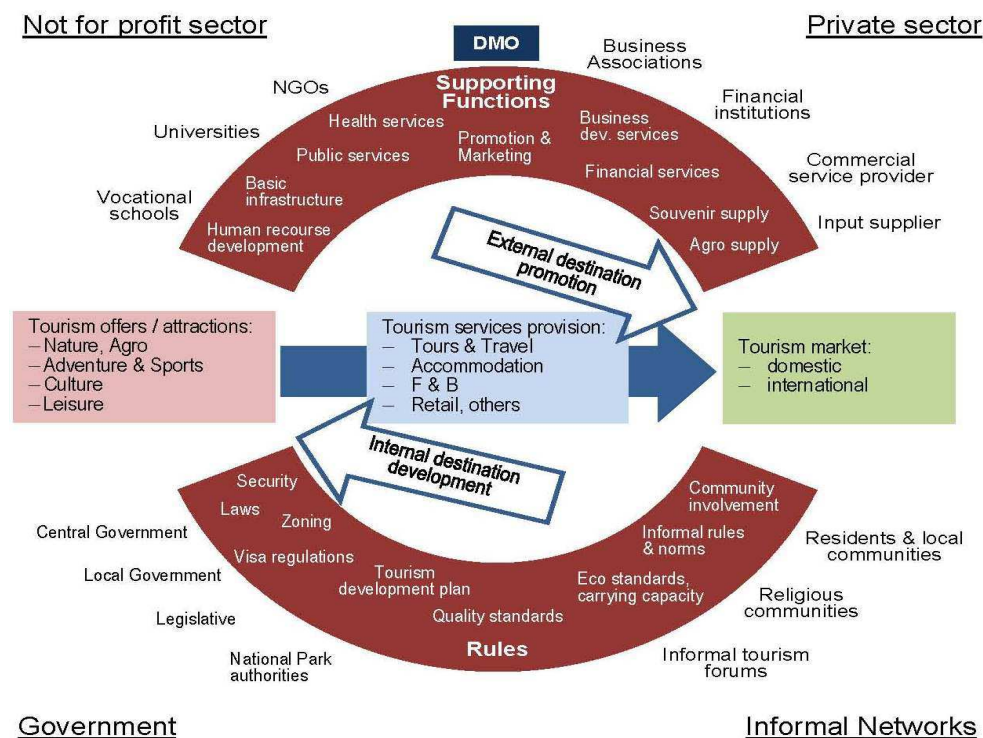 Not for profit sector
Private sector
DMO
Business
Associations
NGOs
Supporting
Functions
Financial
institutions
Universities
Health services
Promotion &
Marketing
Business
dev. services
Public services
Financial services
Commercial
service provider
Vocational
schools
Basic
infrastructure
Human recourse
development
Souvenir supply
Agro supply
Input supplier
External destination
promotion
Tourism offers / attractions:
– Nature, Agro
– Adventure & Sports
– Culture
– Leisure
Tourism services provision:
– Tours & Travel
– Accommodation
– F & B
– Retail, others
Tourism market:
– domestic
– international
Internal destination
development
Security
Laws
Zoning
Visa regulations
Tourism
development plan
Quality standards
Community
involvement
Informal rules
& norms
Eco standards,
carrying capacity
Rules
Central Government
Local Government
Legislative
National Park
authorities
Residents & local
communities
Religious
communities
Informal tourism
forums
Government
Informal Networks